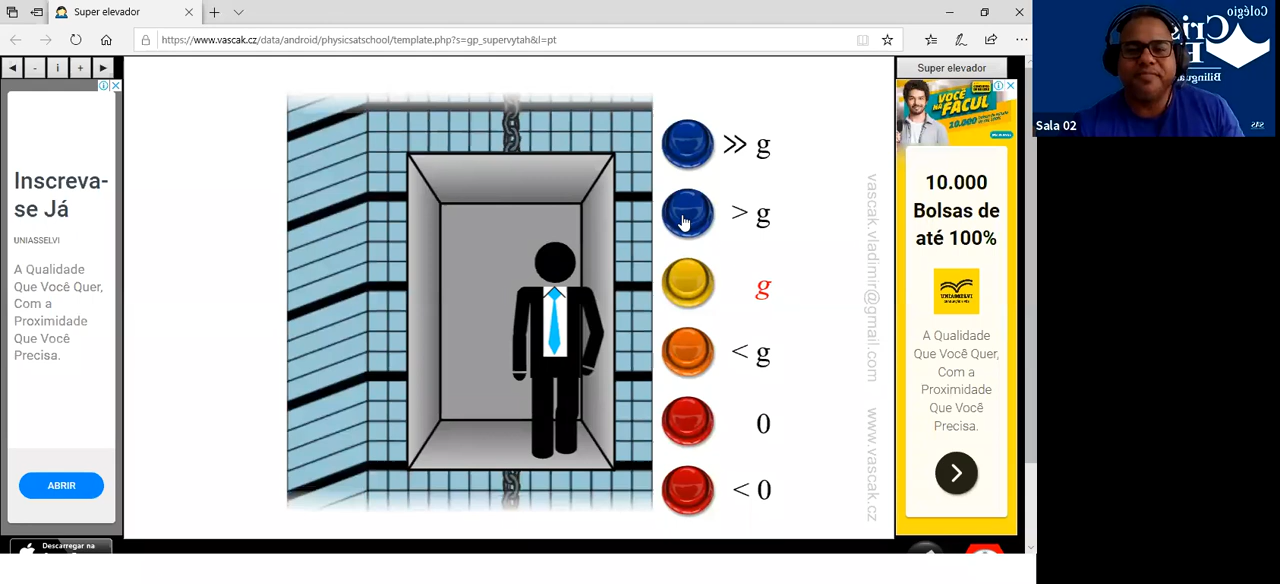 Super elevador
https://www.vascak.cz/data/android/physicsatschool/template.php?s=gp_supervytah&l=pt
- i +
Super elevador
Inscreva-
se Já
UNIASSELVI
A Qualidade
Que Você Quer,
Com a
Proximidade
Que Você
Precisa.
ABRIR
Descarregar na
≫ g
> g
g
< g
0
< 0
vascak.vladimir@gmail.com www.vascak.cz
VOCÊ
NA FACUL
10.000
Bolsas de
até 100%
UNIASSELVI
A Qualidade
Que Você Quer,
Com a
Proximidade
Que Você
Precisa.
Colégio
Cris
Bilingu
SAS
Sala 02